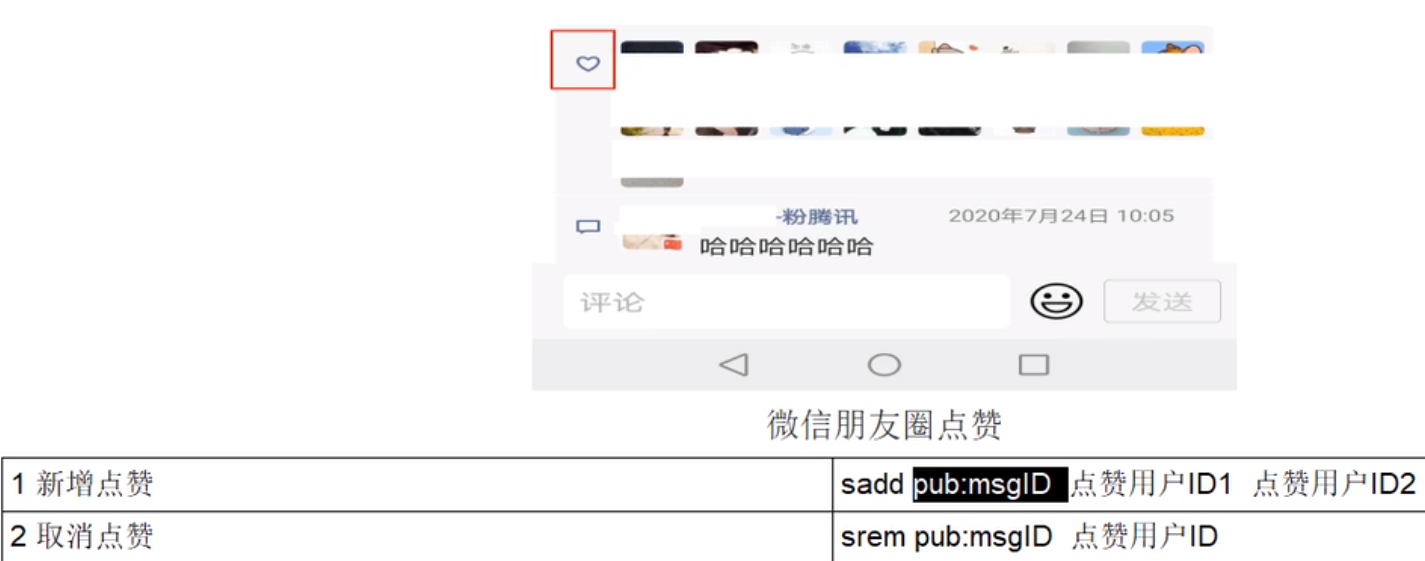 -粉腾讯 2020年7月24日 10:05
哈哈哈哈哈哈
评论 发送
微信朋友圈点赞
1 新增点赞 sadd pub:msgID 点赞用户ID1 点赞用户ID2
2 取消点赞 srem pub:msgID 点赞用户ID